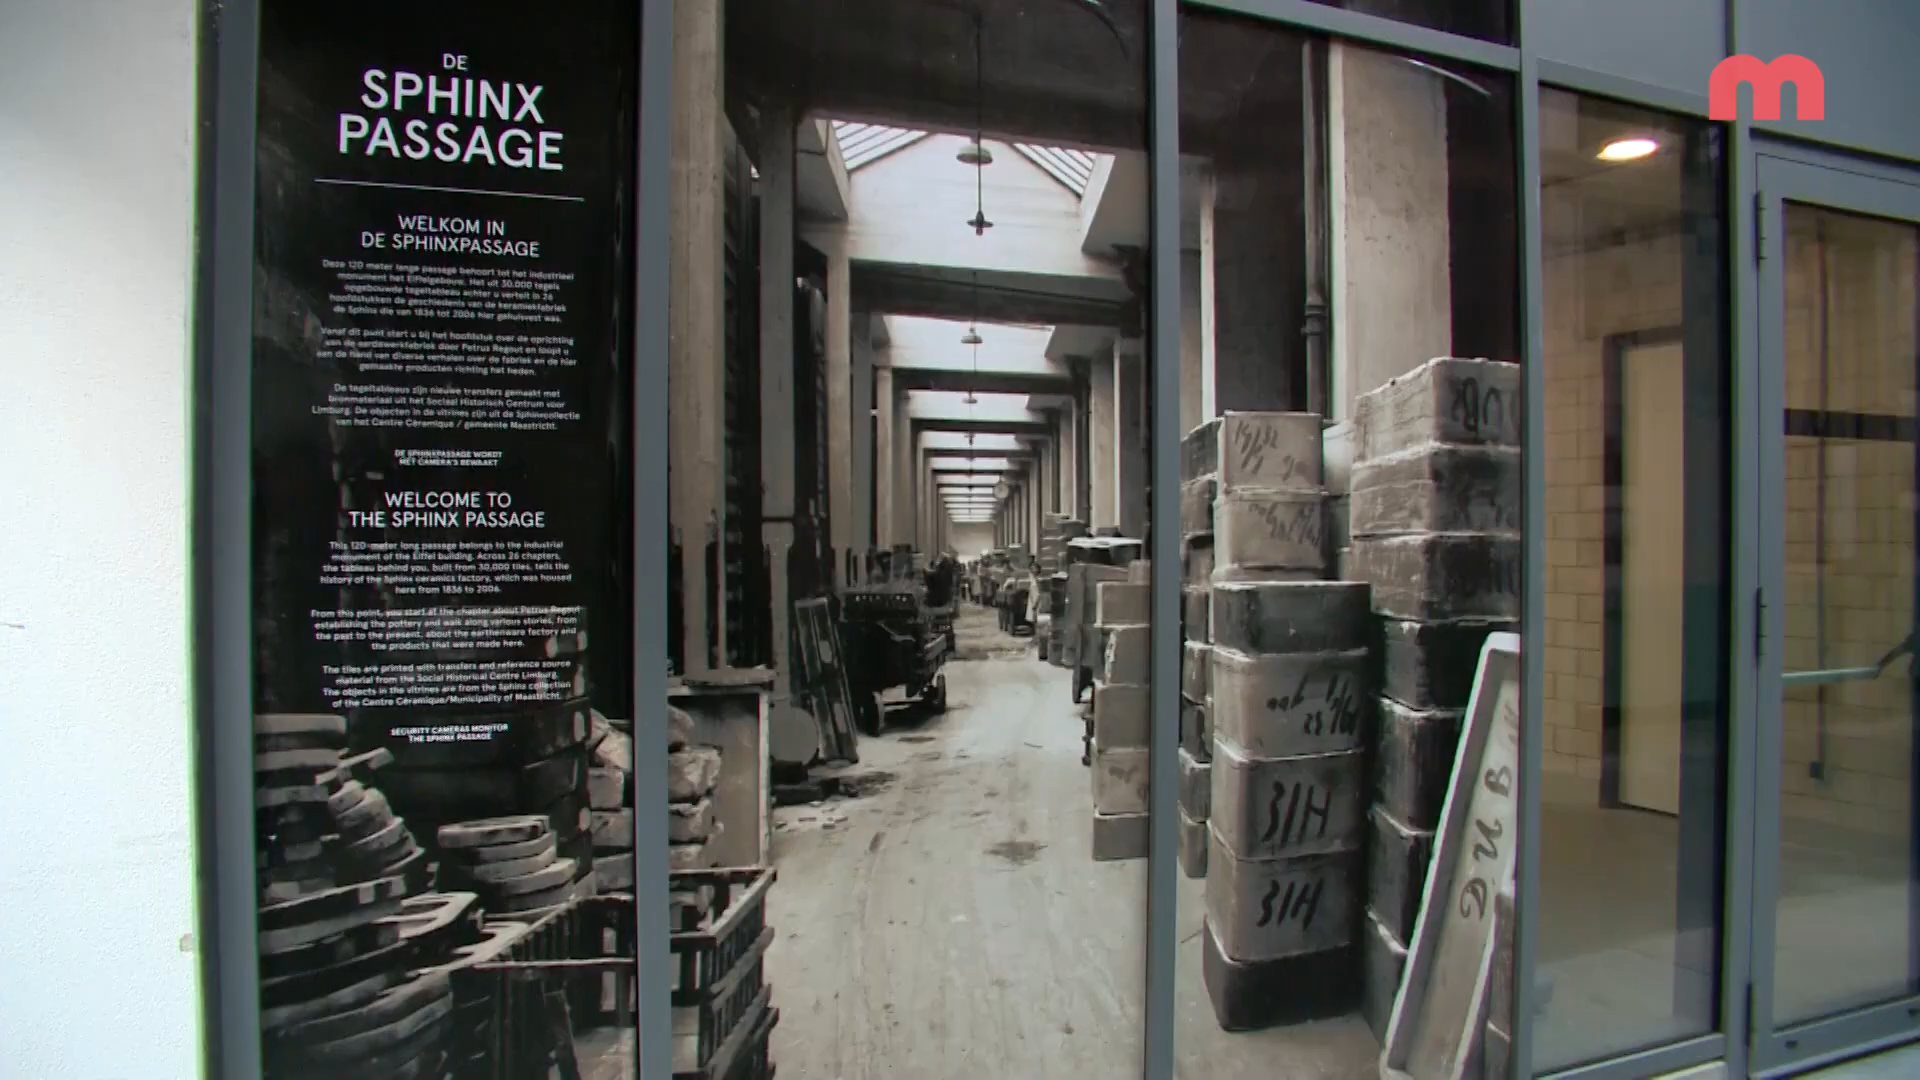 DE
SPHINX
PASSAGE
WELKOM IN
DE SPHINXPASSAGE
Deze 120 meter lange passage behoort tot het industrieel
monument het Eiffelgebouw. Het uit 30.000 tegels
opgebouwde tegeltableau achter u vertelt in 26
hoofdstukken de geschiedenis van de keramiekfabriek
de Sphinx die van 1836 tot 2006 hier gehuisvest was.
Vanaf dit punt start u bij het hoofdstuk over de oprichting
van de aardewerkfabriek door Petrus Regout en loopt u
aan de hand van diverse verhalen over de fabriek en de hier
gemaakte producten richting het heden.
De tegeltableaus zijn nieuwe transfers gemaakt met
bronmateriaal uit het Sociaal Historisch Centrum voor
Limburg. De objecten in de vitrines zijn uit de Sphinxcollectie
van het Centre Céramique / gemeente Maastricht.
DE SPHINXPASSAGE WORDT
MET CAMERA'S BEWAAKT
WELCOME TO
THE SPHINX PASSAGE
This 120-meter long passage belongs to the industrial
monument of the Eiffel building. Across 26 chapters,
the tableau behind you, built from 30,000 tiles, tells the
history of the Sphinx ceramics factory, which was housed
here from 1836 to 2006.
From this point, you start at the chapter about Petrus Regout
establishing the pottery and walk along various stories, from
the past to the present, about the earthenware factory and
the products that were made here.
The tiles are printed with transfers and reference source
material from the Social Historical Centre Limburg.
The objects in the vitrines are from the Sphinx collection
of the Centre Céramique/Municipality of Maastricht.
SECURITY CAMERAS MONITOR
THE SPHINX PASSAGE
31H
31H
DUB
m